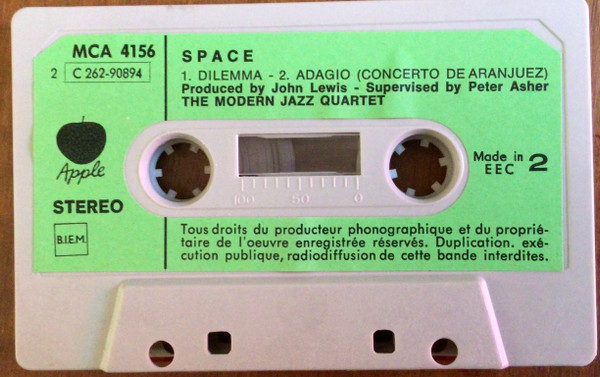 MCA 4156
2 C 262-90894
SPACE
1. DILEMMA - 2. ADAGIO (CONCERTO DE ARANJUEZ)
Produced by John Lewis - Supervised by Peter Asher
THE MODERN JAZZ QUARTET
Apple
STEREO
B.I.E.M.
100 50 0
Made in
EEC 2
Tous droits du producteur phonographique et du proprié-
taire de l'oeuvre enregistrée réservés. Duplication. exé-
cution publique, radiodiffusion de cette bande interdites.